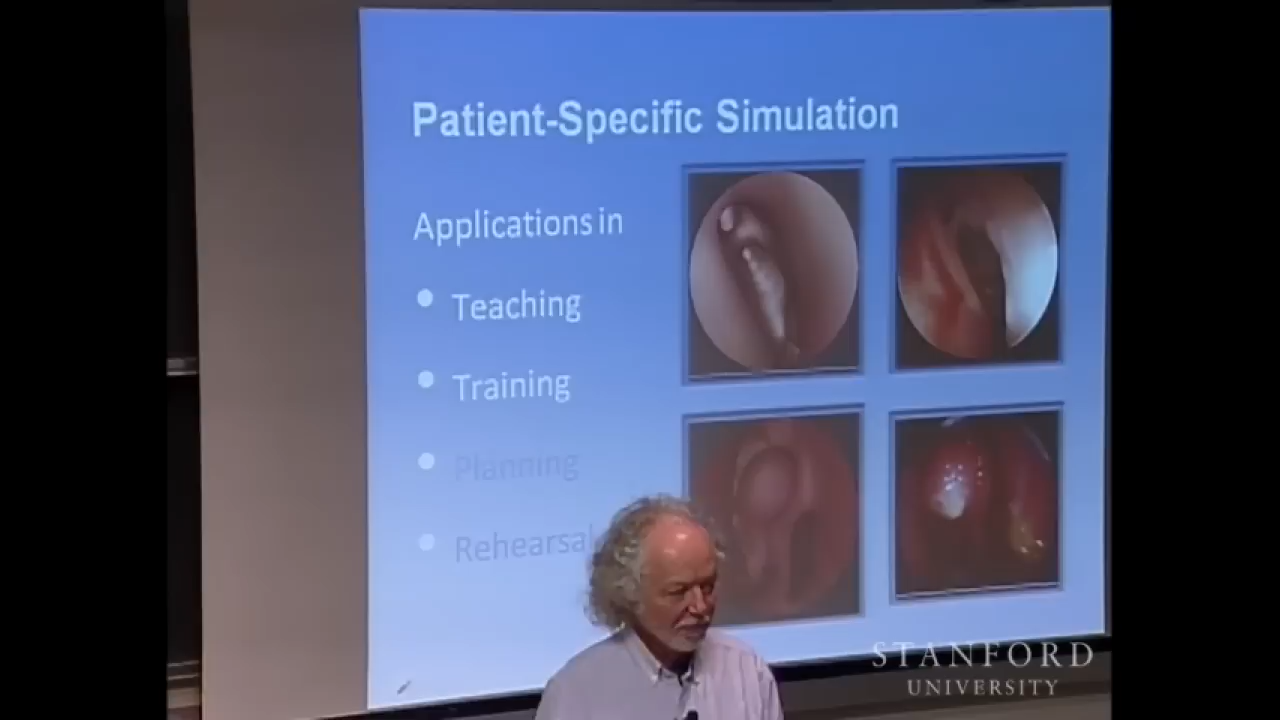 Patient-Specific Simulation
Applications in
Teaching
Training
Planning
Rehearsal
STANFORD
UNIVERSITY